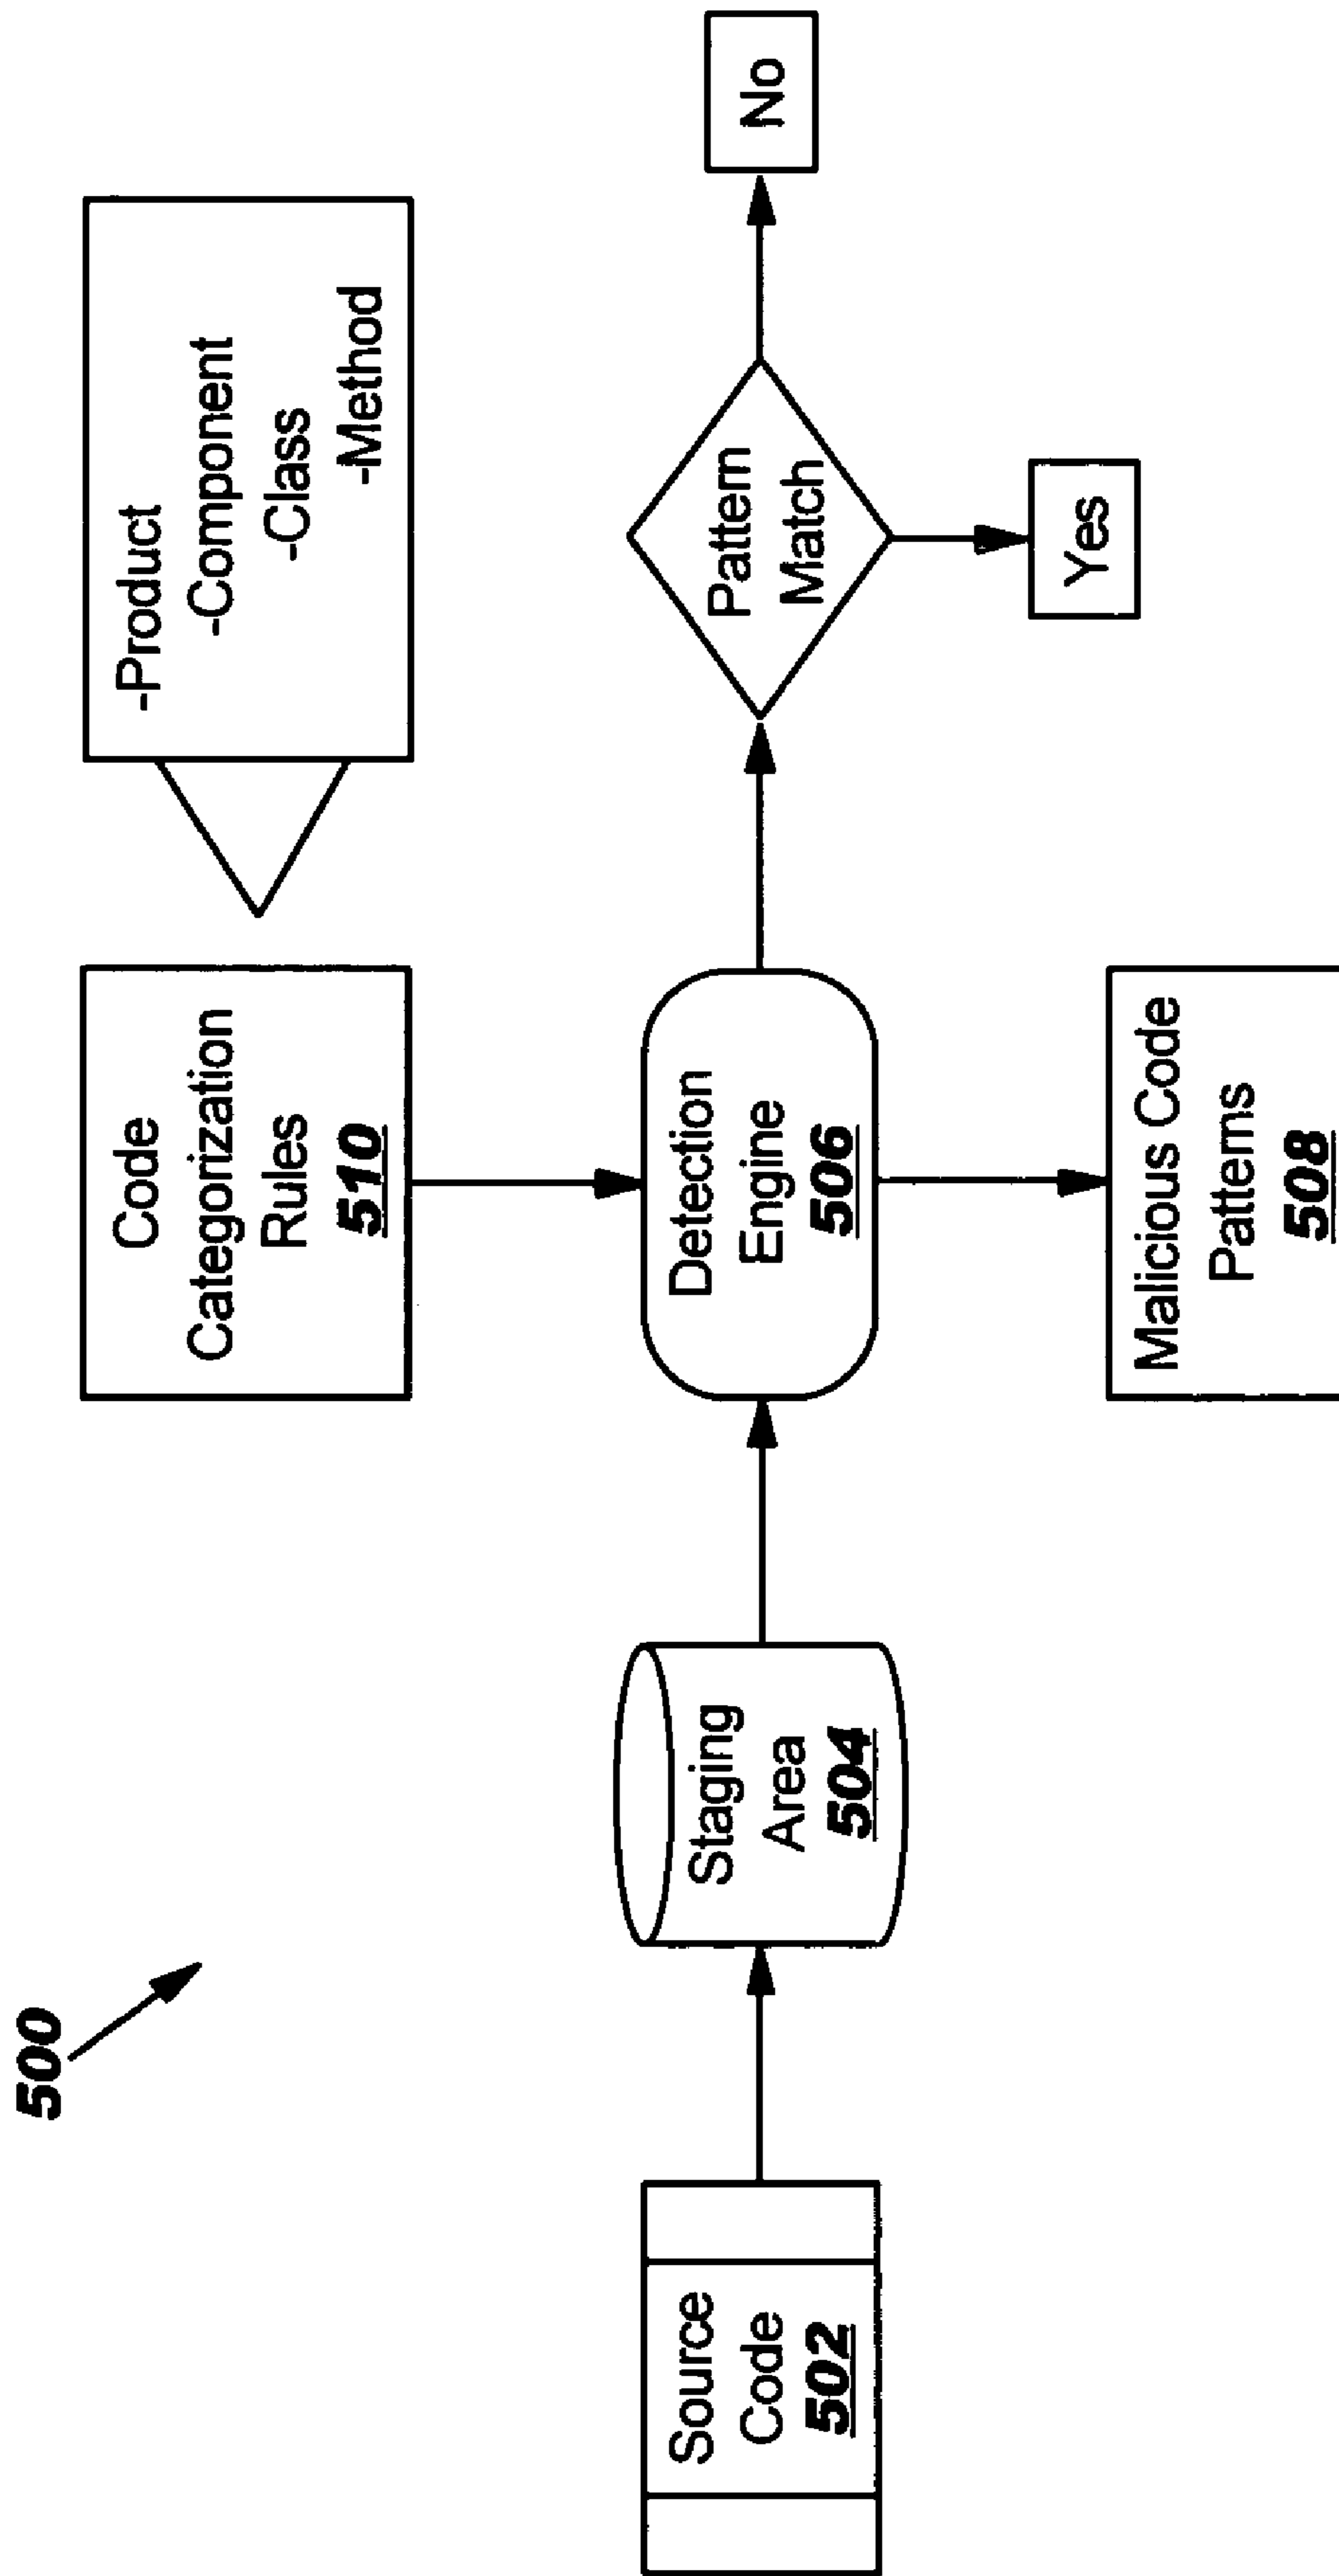 500
Code
Categorization
Rules
510
-Product
-Component
-Class
-Method
Source
Code
502
Staging
Area
504
Detection
Engine
506
Pattern
Match
No
Yes
Malicious Code
Patterns
508